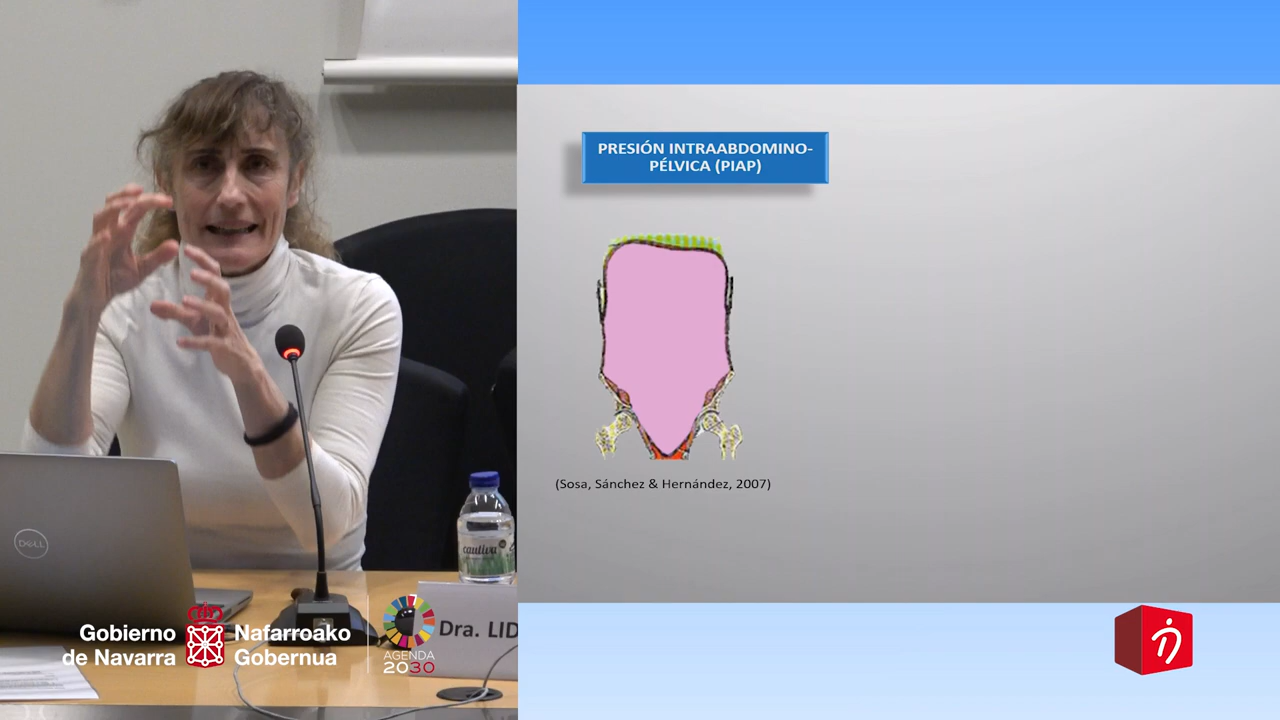 PRESIÓN INTRAABDOMINO-
PÉLVICA (PIAP)
(Sosa, Sánchez & Hernández, 2007)
DELL
cautiva
Dra. LID
Gobierno
de Navarra
Nafarroako
Gobernua
AGENDA
2030